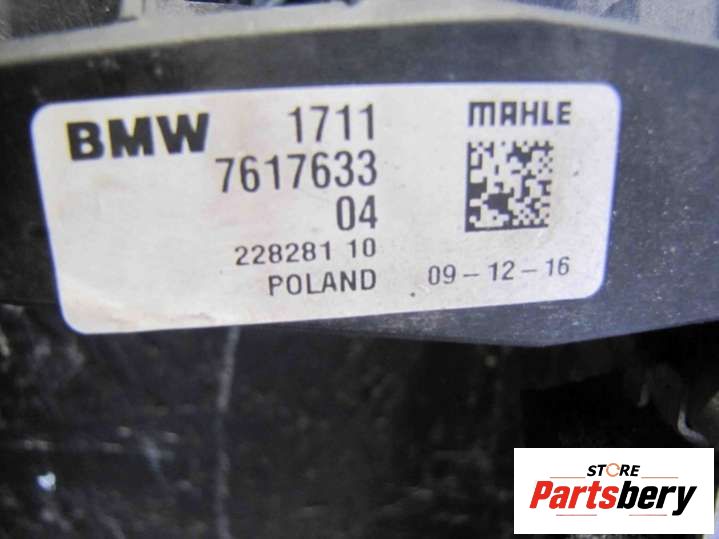 BMW 1711 MAHLE
7617633
04
228281 10
POLAND 09-12-16
STORE
Partsbery